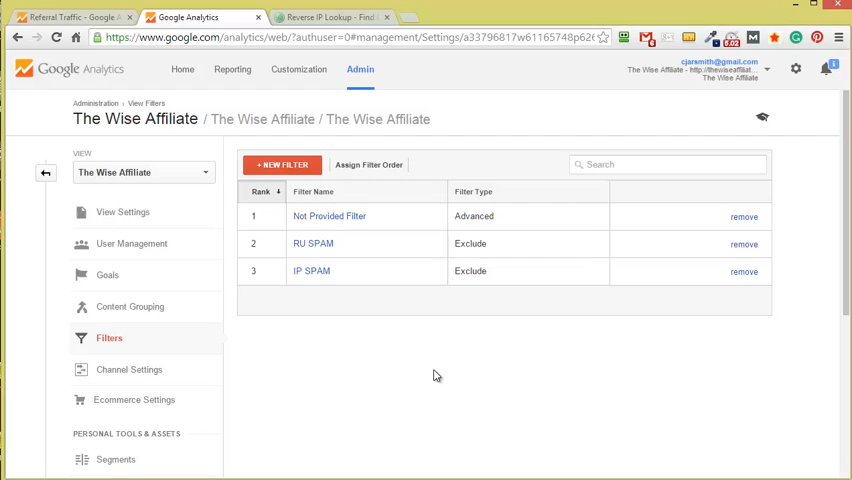 Referral Traffic - Google A
Google Analytics
Reverse IP Lookup - Find
https://www.google.com/analytics/web/?authuser=0#management/Settings/a33796817w61165748p626
6
5.02
M
Google Analytics
Home
Reporting
Customization
Admin
cjarsmith@gmail.com
The Wise Affiliate - http://thewiseaffiliat...
The Wise Affiliate
1
Administration › View Filters
The Wise Affiliate / The Wise Affiliate / The Wise Affiliate
VIEW
The Wise Affiliate
View Settings
User Management
Goals
Content Grouping
Filters
Channel Settings
Ecommerce Settings
PERSONAL TOOLS & ASSETS
Segments
+ NEW FILTER
Assign Filter Order
Search
Rank
Filter Name
Filter Type
1
Not Provided Filter
Advanced
remove
2
RU SPAM
Exclude
remove
3
IP SPAM
Exclude
remove